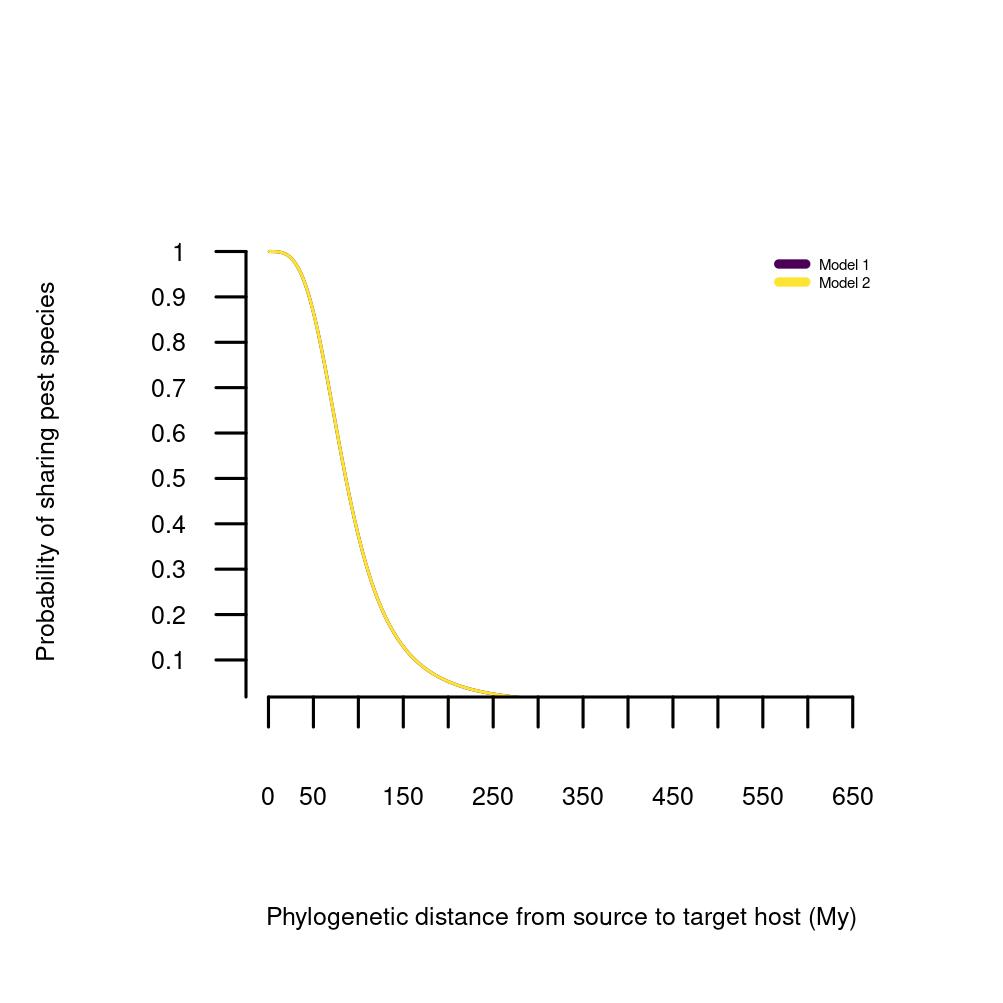 Probability of sharing pest species
1
0.9
0.8
0.7
0.6
0.5
0.4
0.3
0.2
0.1
Model 1
Model 2
0 50 150 250 350 450 550 650
Phylogenetic distance from source to target host (My)